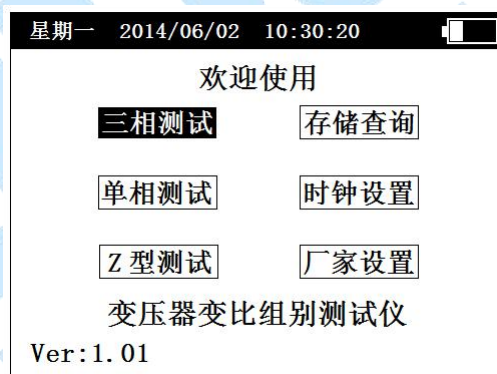 星期一 2014/06/02 10:30:20
欢迎使用
三相测试 存储查询
单相测试 时钟设置
Z型测试 厂家设置
变压器变比组别测试仪
Ver:1.01